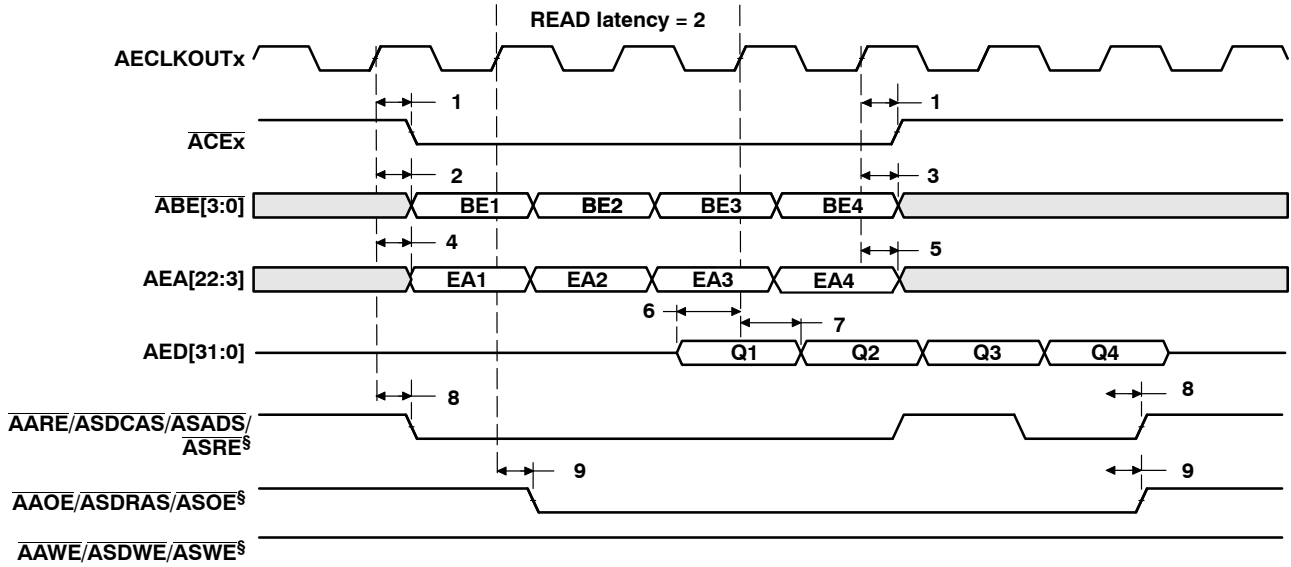 READ latency = 2
AECLKOUTx
1 1
ACEx
2 3
ABE[3:0] BE1 BE2 BE3 BE4
4 5
AEA[22:3] EA1 EA2 EA3 EA4
6 7
AED[31:0] Q1 Q2 Q3 Q4
8 8
AARE/ASDCAS/ASADS/
ASRE§
9 9
AAOE/ASDRAS/ASOE§
AAWE/ASDWE/ASWE§